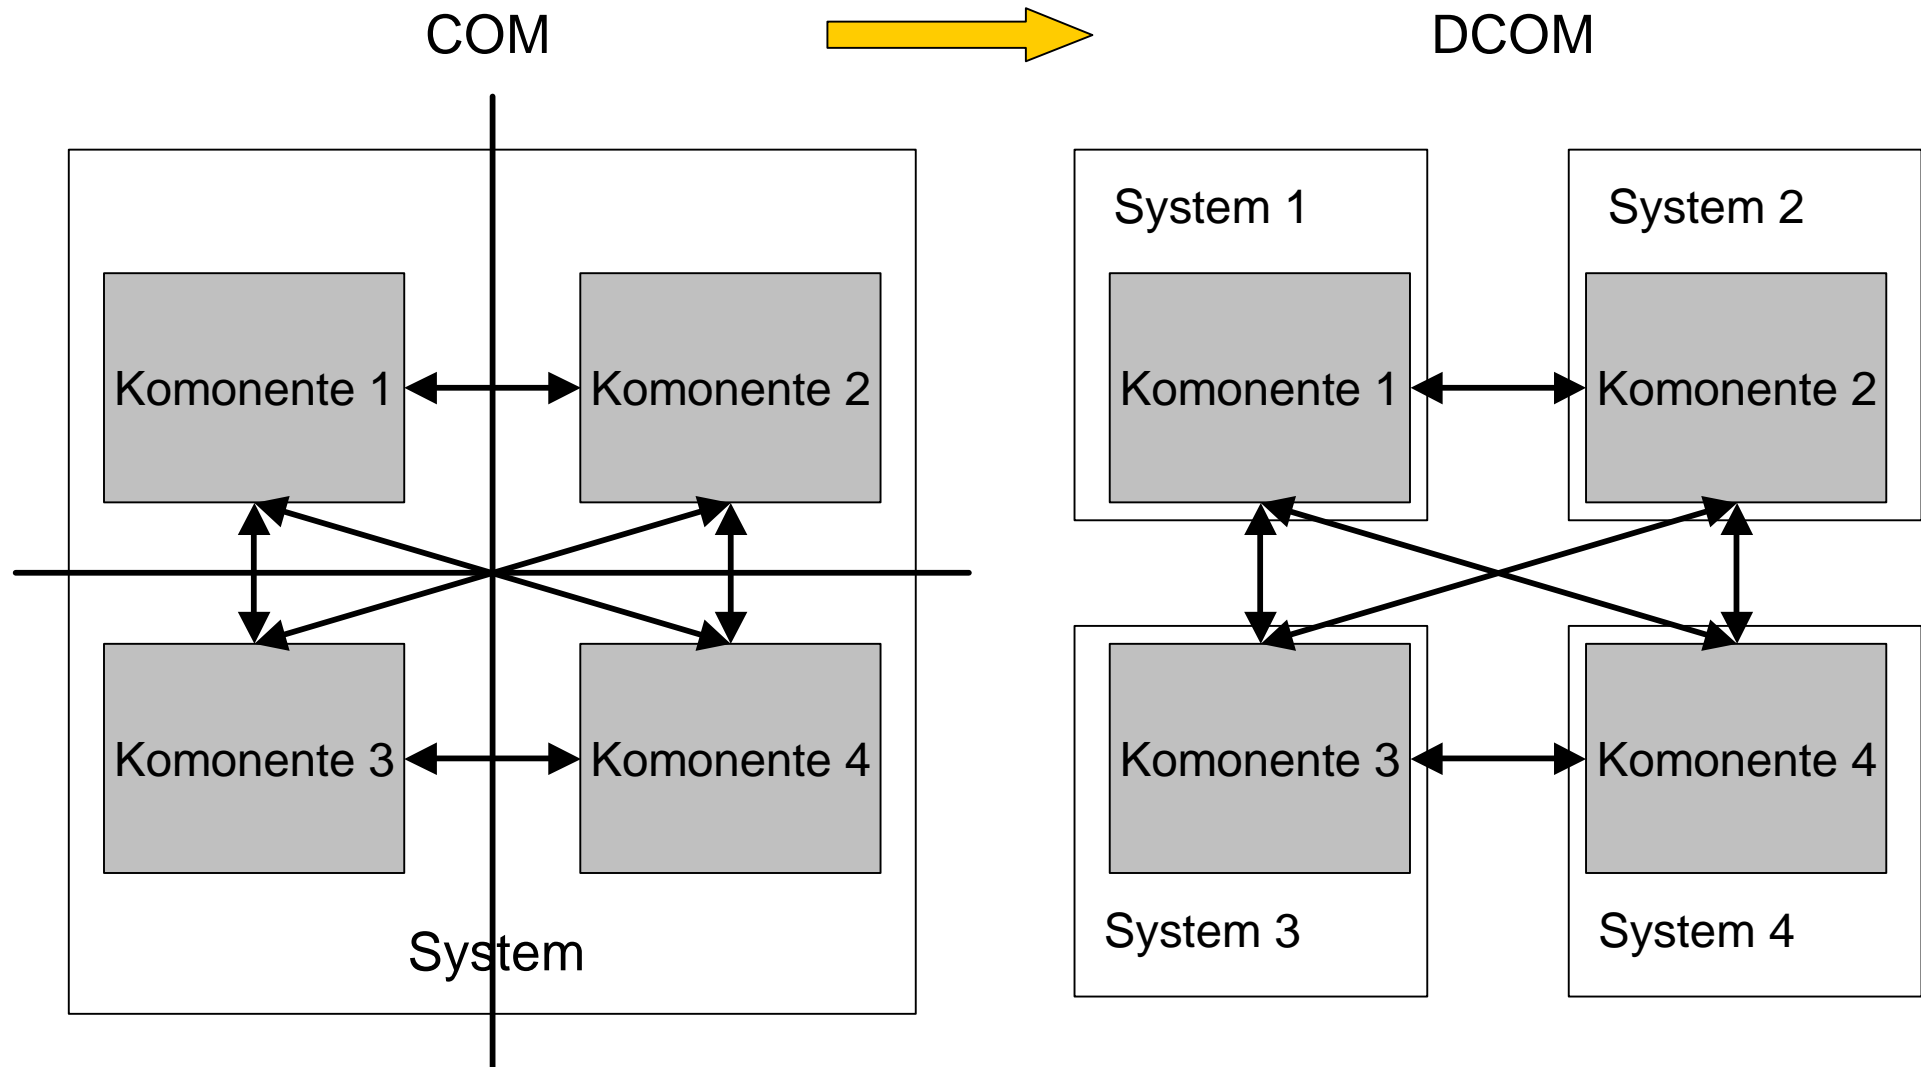 COM
DCOM
Komonente 1
Komonente 2
Komonente 3
Komonente 4
System
System 1
System 2
Komonente 1
Komonente 2
Komonente 3
Komonente 4
System 3
System 4